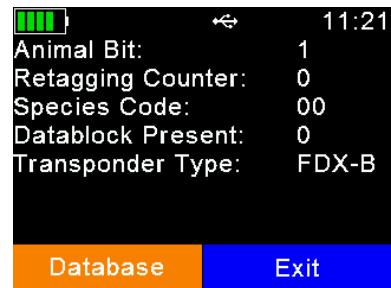 11:21
Animal Bit: 1
Retagging Counter: 0
Species Code: 00
Datablock Present: 0
Transponder Type: FDX-B
Database Exit